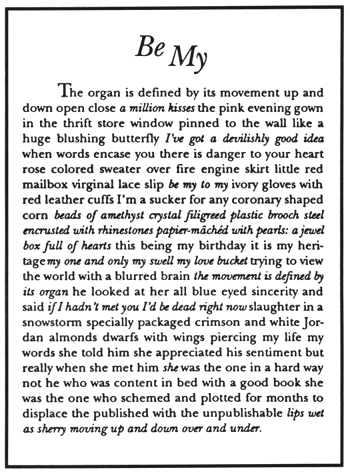 Be My
The organ is defined by its movement up and
down open close a million kisses the pink evening gown
in the thrift store window pinned to the wall like a
huge blushing butterfly I've got a devilishly good idea
when words encase you there is danger to your heart
rose colored sweater over fire engine skirt little red
mailbox virginal lace slip be my to my ivory gloves with
red leather cuffs I'm a sucker for any coronary shaped
corn beads of amethyst crystal filigreed plastic brooch steel
encrusted with rhinestones papier-mâchéd with pearls: a jewel
box full of hearts this being my birthday it is my heri-
tage my one and only my swell my love bucket trying to view
the world with a blurred brain the movement is defined by
its organ he looked at her all blue eyed sincerity and
said if I hadn't met you I'd be dead right now slaughter in a
snowstorm specially packaged crimson and white Jor-
dan almonds dwarfs with wings piercing my life my
words she told him she appreciated his sentiment but
really when she met him she was the one in a hard way
not he who was content in bed with a good book she
was the one who schemed and plotted for months to
displace the published with the unpublishable lips wet
as sherry moving up and down over and under.